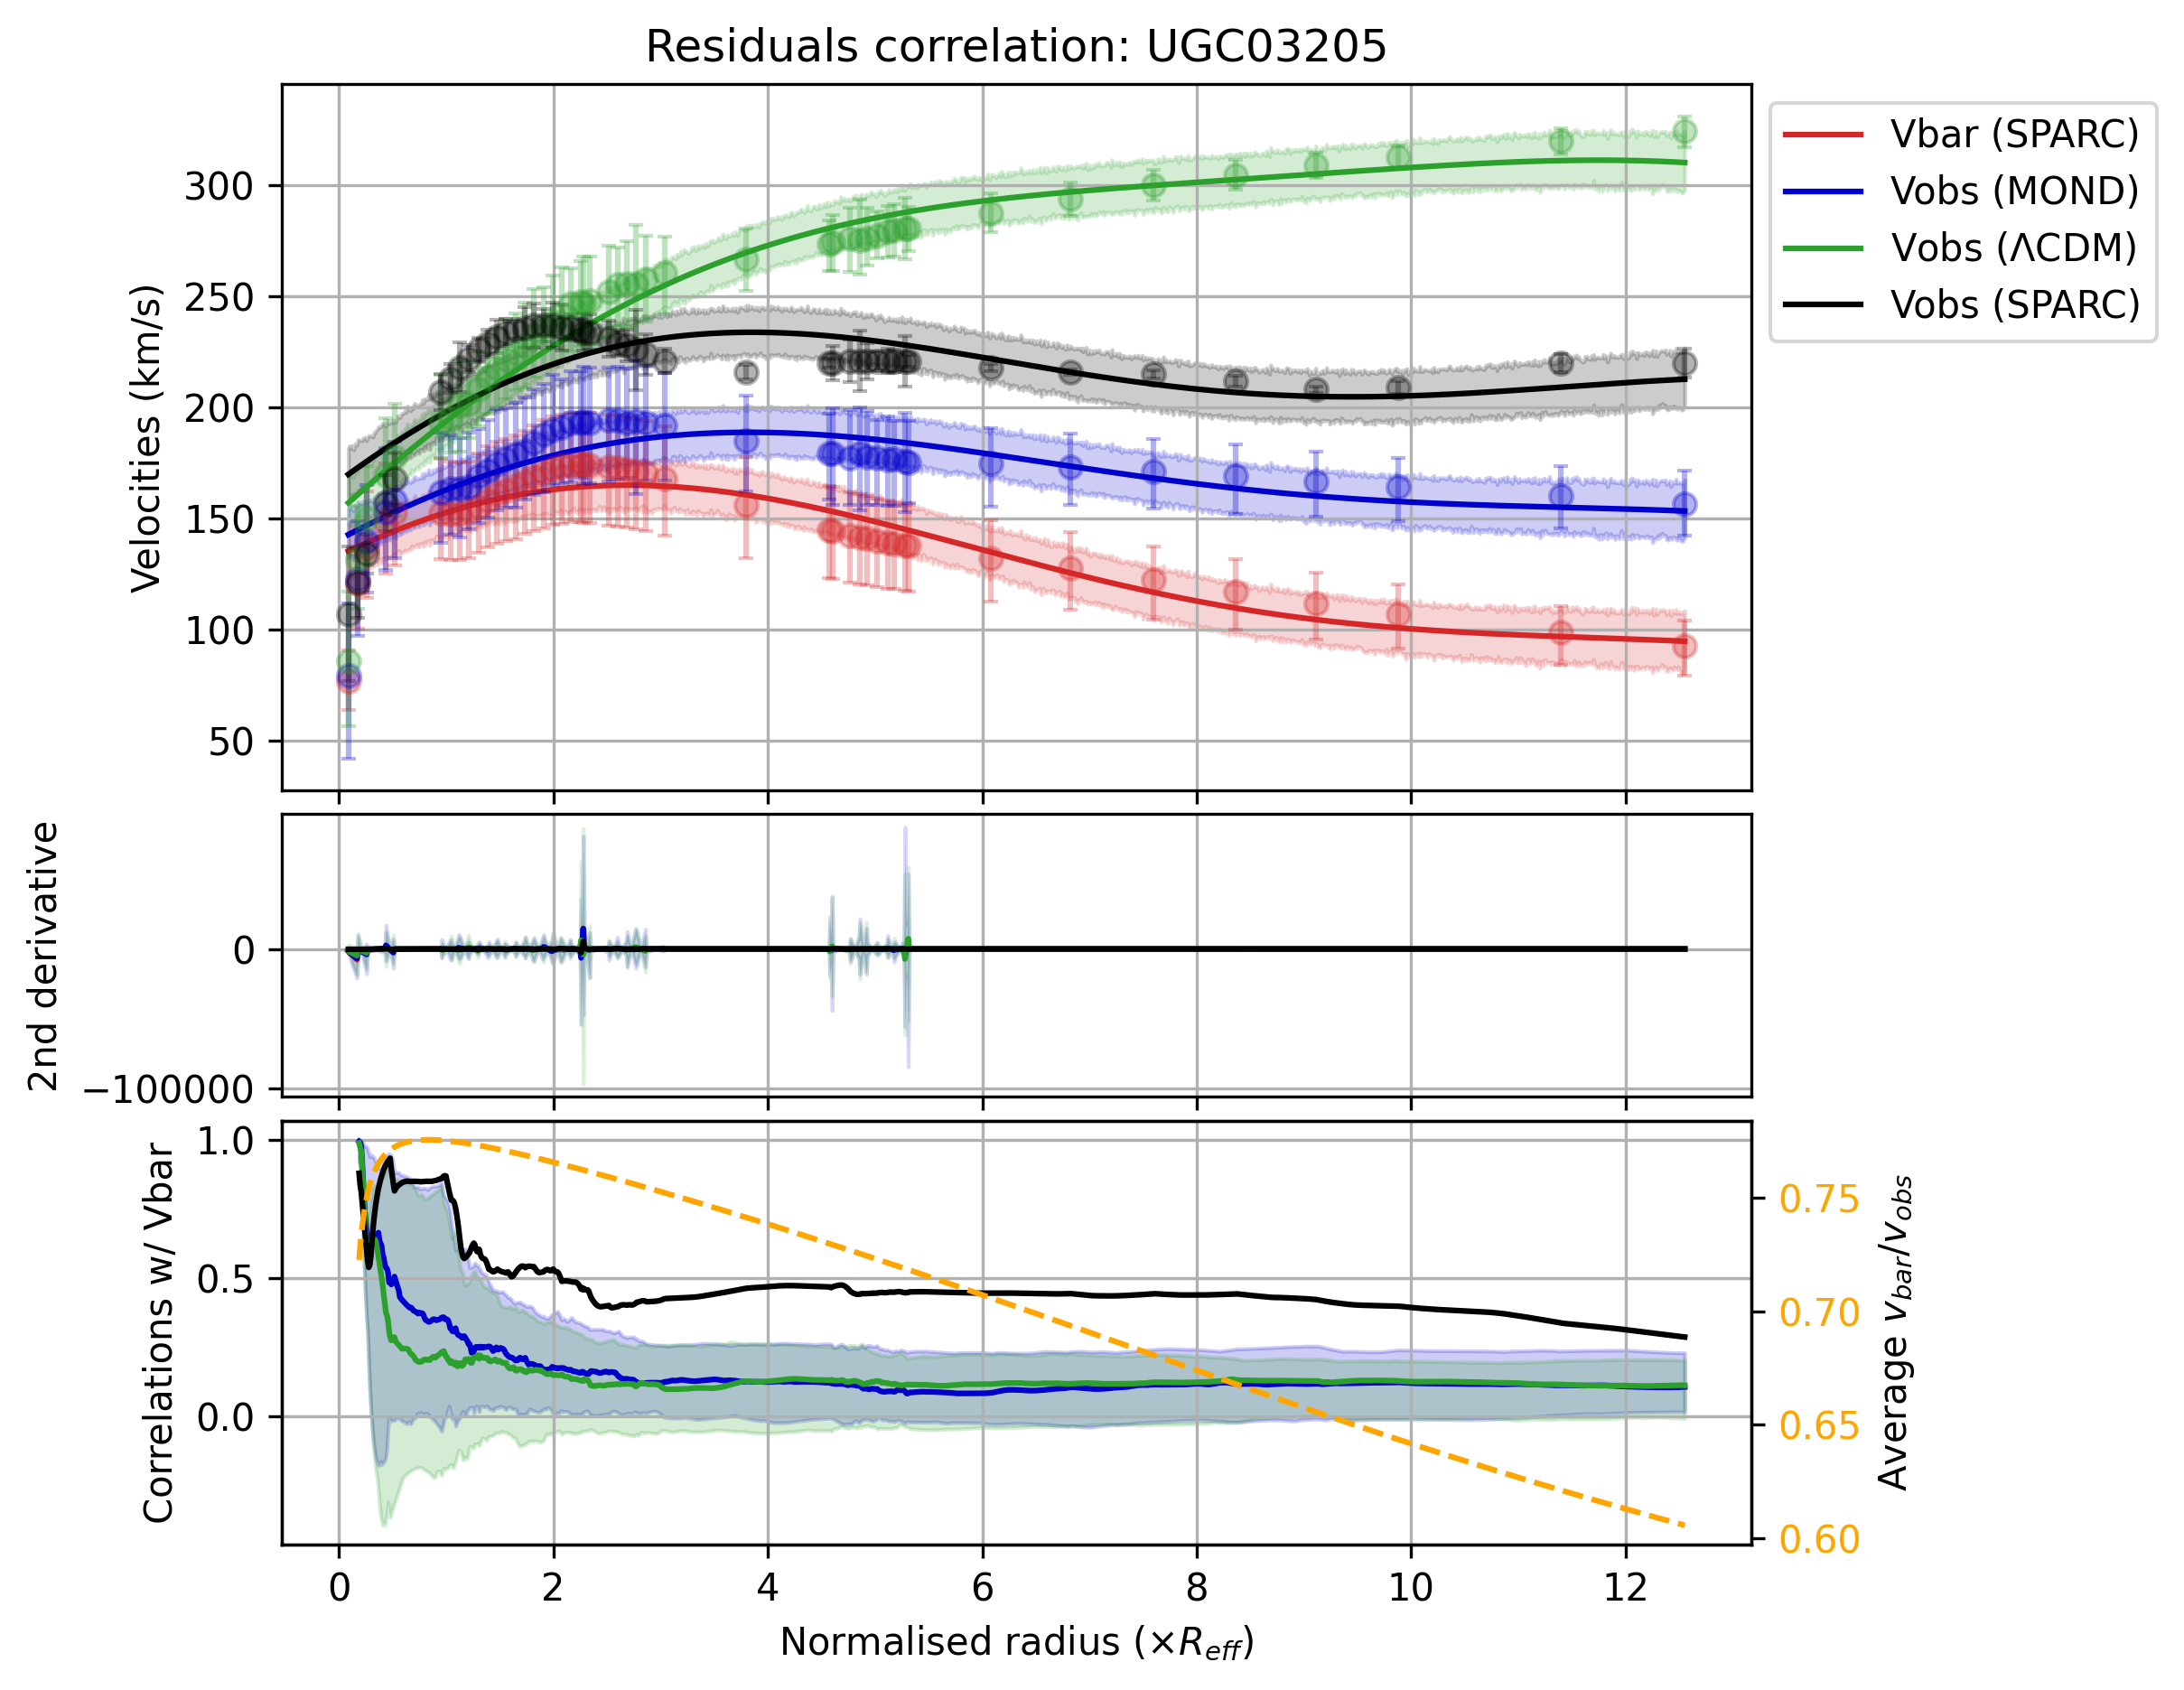 Residuals correlation: UGC03205
Vbar (SPARC)
Vobs (MOND)
Vobs (ΛCDM)
Vobs (SPARC)
Velocities (km/s)
300
250
200
150
100
50
2nd derivative
0
−100000
Correlations w/ Vbar
1.0
0.5
0.0
0.75
0.70
0.65
0.60
Average v_bar/v_obs
0
2
4
6
8
10
12
Normalised radius (×R_eff)